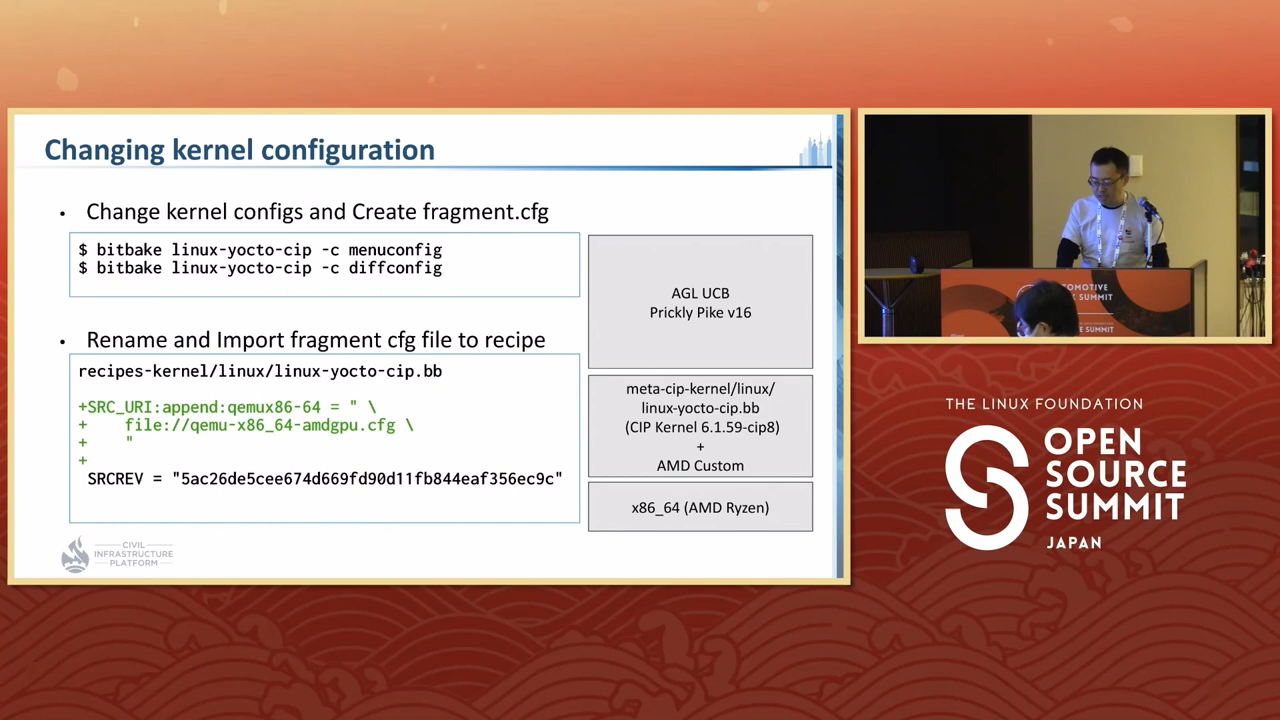 Changing kernel configuration
• Change kernel configs and Create fragment.cfg
$ bitbake linux-yocto-cip -c menuconfig
$ bitbake linux-yocto-cip -c diffconfig
• Rename and Import fragment cfg file to recipe
recipes-kernel/linux/linux-yocto-cip.bb
+SRC_URI:append:qemux86-64 = " \
+    file://qemu-x86_64-amdgpu.cfg \
+    "
+
SRCREV = "5ac26de5cee674d669fd90d11fb844eaf356ec9c"
AGL UCB
Prickly Pike v16
meta-cip-kernel/linux/
linux-yocto-cip.bb
(CIP Kernel 6.1.59-cip8)
+
AMD Custom
x86_64 (AMD Ryzen)
CIVIL
INFRASTRUCTURE
PLATFORM
SUMMIT
SUMMIT
THE LINUX FOUNDATION
OPEN
SOURCE
SUMMIT
JAPAN